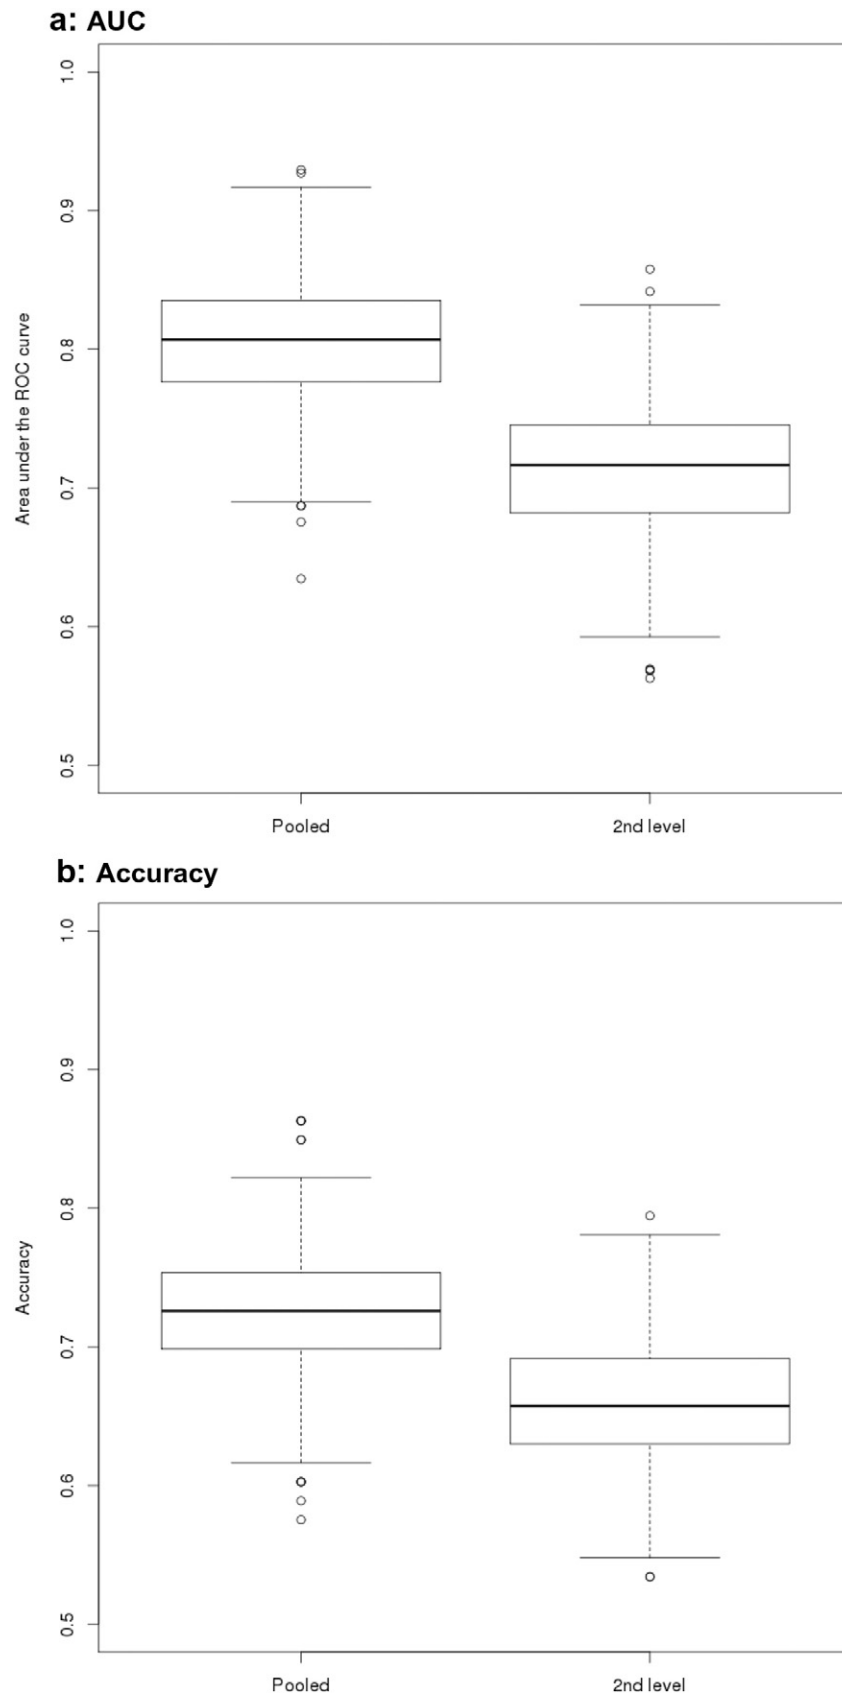 a: AUC
1.0
0.9
0.8
0.7
0.6
0.5
Area under the ROC curve
Pooled 2nd level
b: Accuracy
1.0
0.9
0.8
0.7
0.6
0.5
Accuracy
Pooled 2nd level